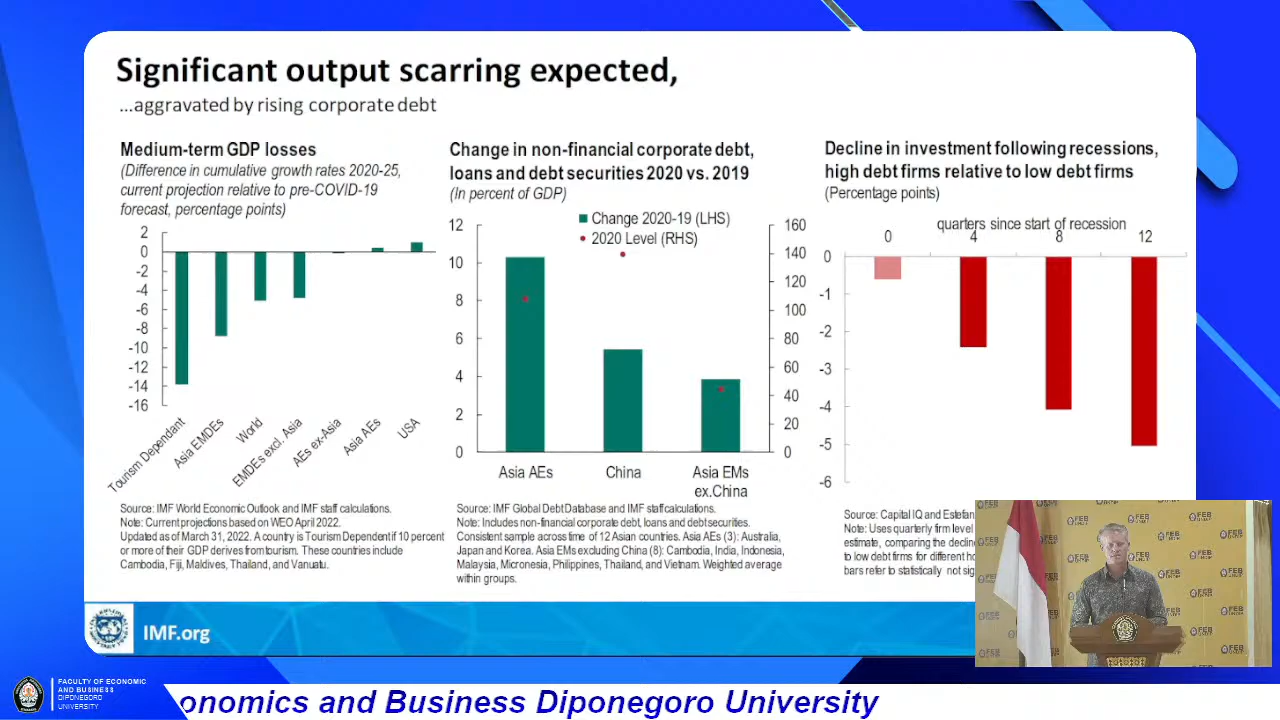 Significant output scarring expected,
...aggravated by rising corporate debt
Medium-term GDP losses
(Difference in cumulative growth rates 2020-25,
current projection relative to pre-COVID-19
forecast, percentage points)
2
0
-2
-4
-6
-8
-10
-12
-14
-16
Tourism Dependant
Asia EMDEs
World
EMDEs excl. Asia
AEs ex-Asia
Asia AEs
USA
Source: IMF World Economic Outlook and IMF staff calculations.
Note: Current projections based on WEO April 2022.
Updated as of March 31, 2022. A country is Tourism Dependent if 10 percent
or more of their GDP derives from tourism. These countries include
Cambodia, Fiji, Maldives, Thailand, and Vanuatu.
Change in non-financial corporate debt,
loans and debt securities 2020 vs. 2019
(In percent of GDP)
Change 2020-19 (LHS)
2020 Level (RHS)
12
10
8
6
4
2
0
160
140
120
100
80
60
40
20
0
Asia AEs
China
Asia EMs
ex.China
Source: IMF Global Debt Database and IMF staff calculations.
Note: Includes non-financial corporate debt, loans and debt securities.
Consistent sample across time of 12 Asian countries. Asia AEs (3): Australia,
Japan and Korea. Asia EMs excluding China (8): Cambodia, India, Indonesia,
Malaysia, Micronesia, Philippines, Thailand, and Vietnam. Weighted average
within groups.
Decline in investment following recessions,
high debt firms relative to low debt firms
(Percentage points)
quarters since start of recession
0 4 8 12
0
-1
-2
-3
-4
-5
-6
Source: Capital IQ and Estefan
Note: Uses quarterly firm level
estimate, comparing the declin
to low debt firms for different ho
bars refer to statistically not sig
IMF.org
FEB
UNDIP
FACULTY OF ECONOMIC
AND BUSINESS
DIPONEGORO
UNIVERSITY
onomics and Business Diponegoro University